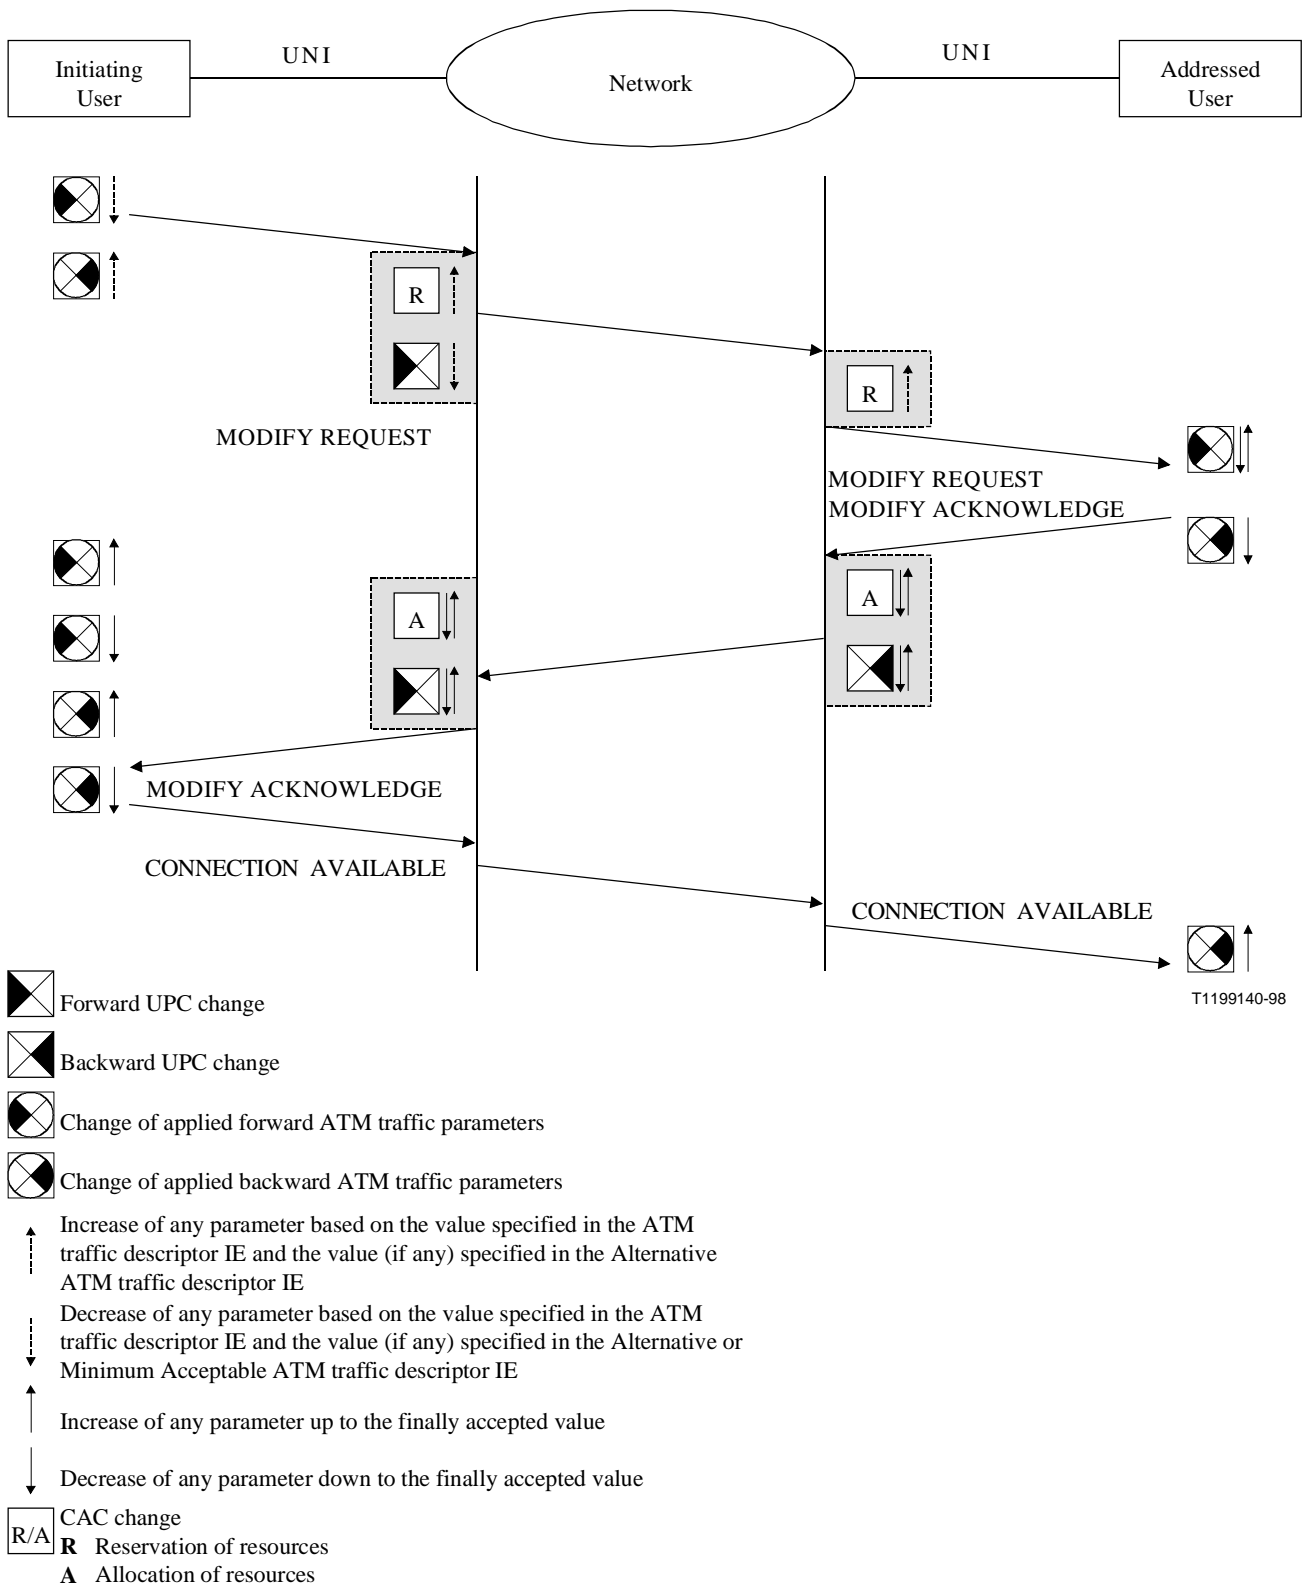 UNI
UNI
Initiating
User
Network
Addressed
User
R
R
MODIFY REQUEST
MODIFY REQUEST
MODIFY ACKNOWLEDGE
A
A
MODIFY ACKNOWLEDGE
CONNECTION AVAILABLE
CONNECTION AVAILABLE
T1199140-98
Forward UPC change
Backward UPC change
Change of applied forward ATM traffic parameters
Change of applied backward ATM traffic parameters
Increase of any parameter based on the value specified in the ATM
traffic descriptor IE and the value (if any) specified in the Alternative
ATM traffic descriptor IE
Decrease of any parameter based on the value specified in the ATM
traffic descriptor IE and the value (if any) specified in the Alternative or
Minimum Acceptable ATM traffic descriptor IE
Increase of any parameter up to the finally accepted value
Decrease of any parameter down to the finally accepted value
R/A CAC change
R Reservation of resources
A Allocation of resources